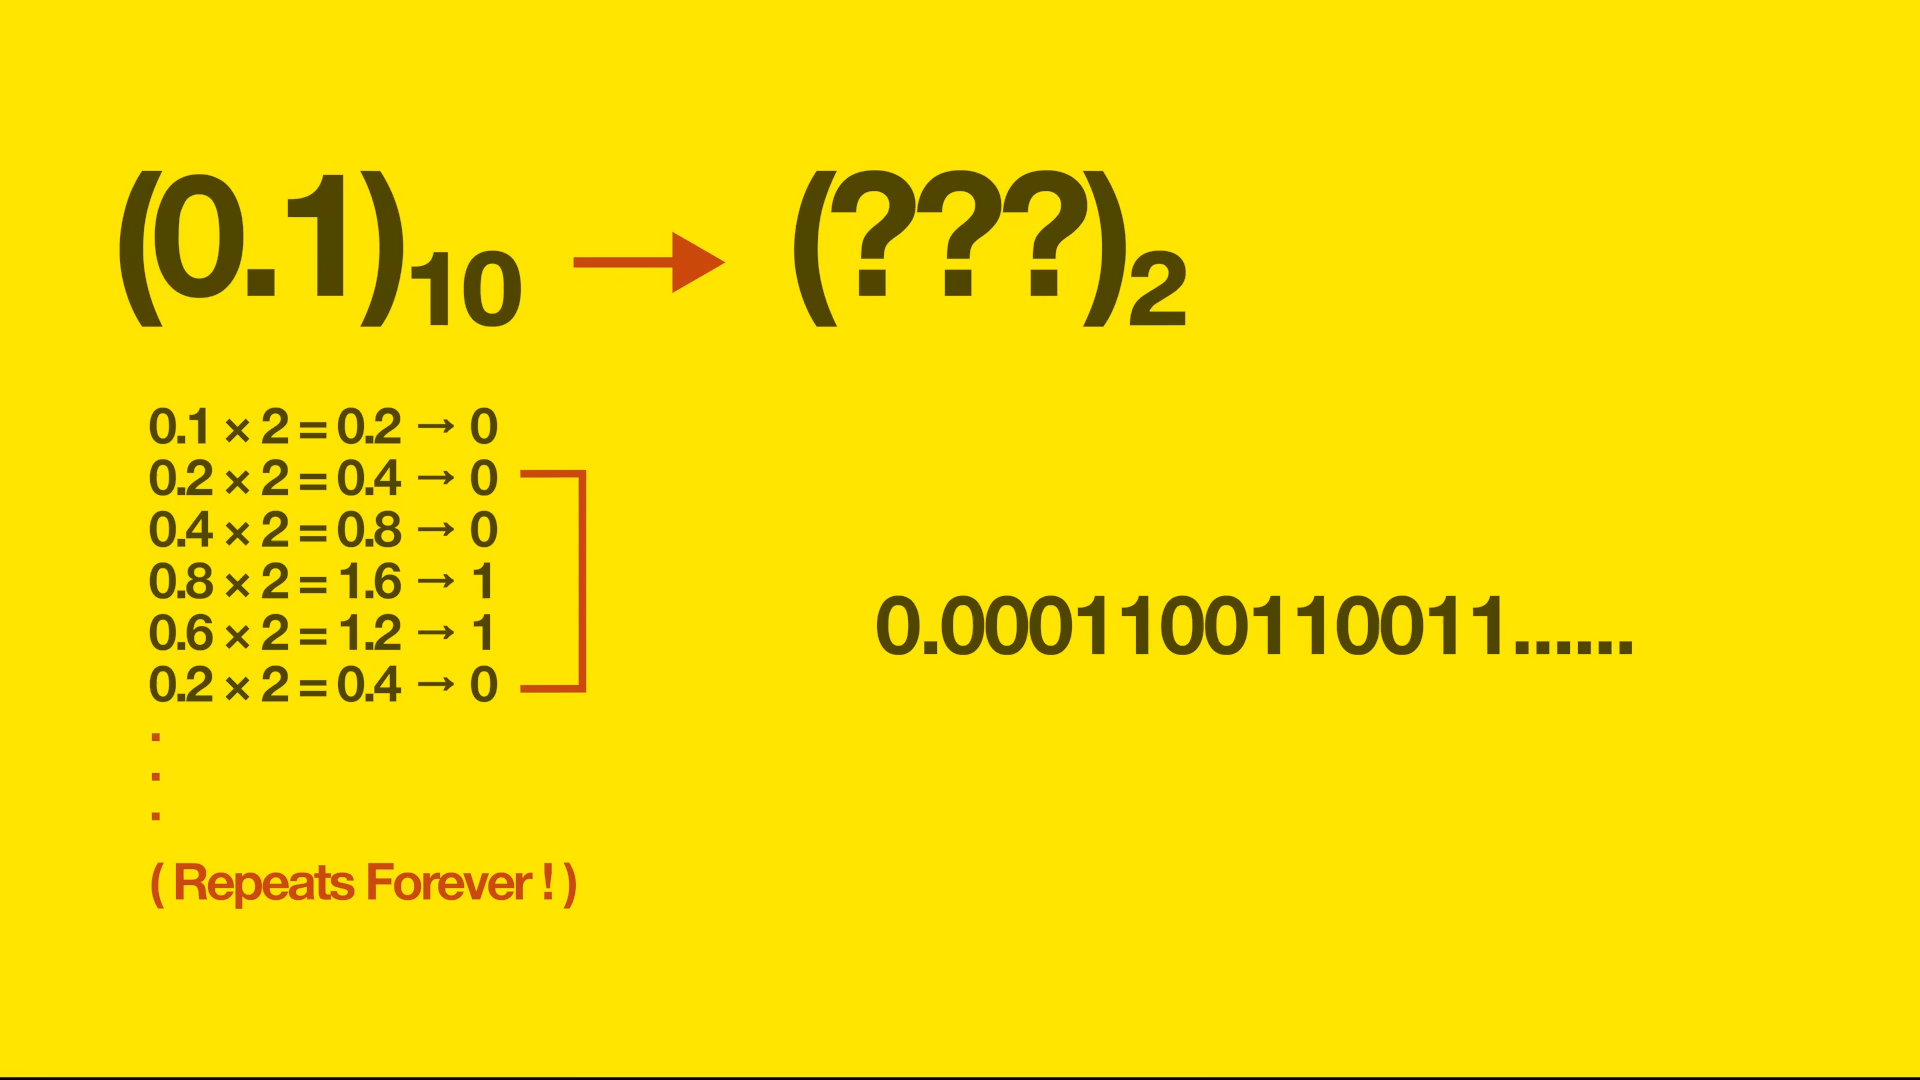 (0.1)10 → (???)2
0.1 × 2 = 0.2 → 0
0.2 × 2 = 0.4 → 0
0.4 × 2 = 0.8 → 0
0.8 × 2 = 1.6 → 1
0.6 × 2 = 1.2 → 1
0.2 × 2 = 0.4 → 0
.
.
.
( Repeats Forever ! )
0.0001100110011......